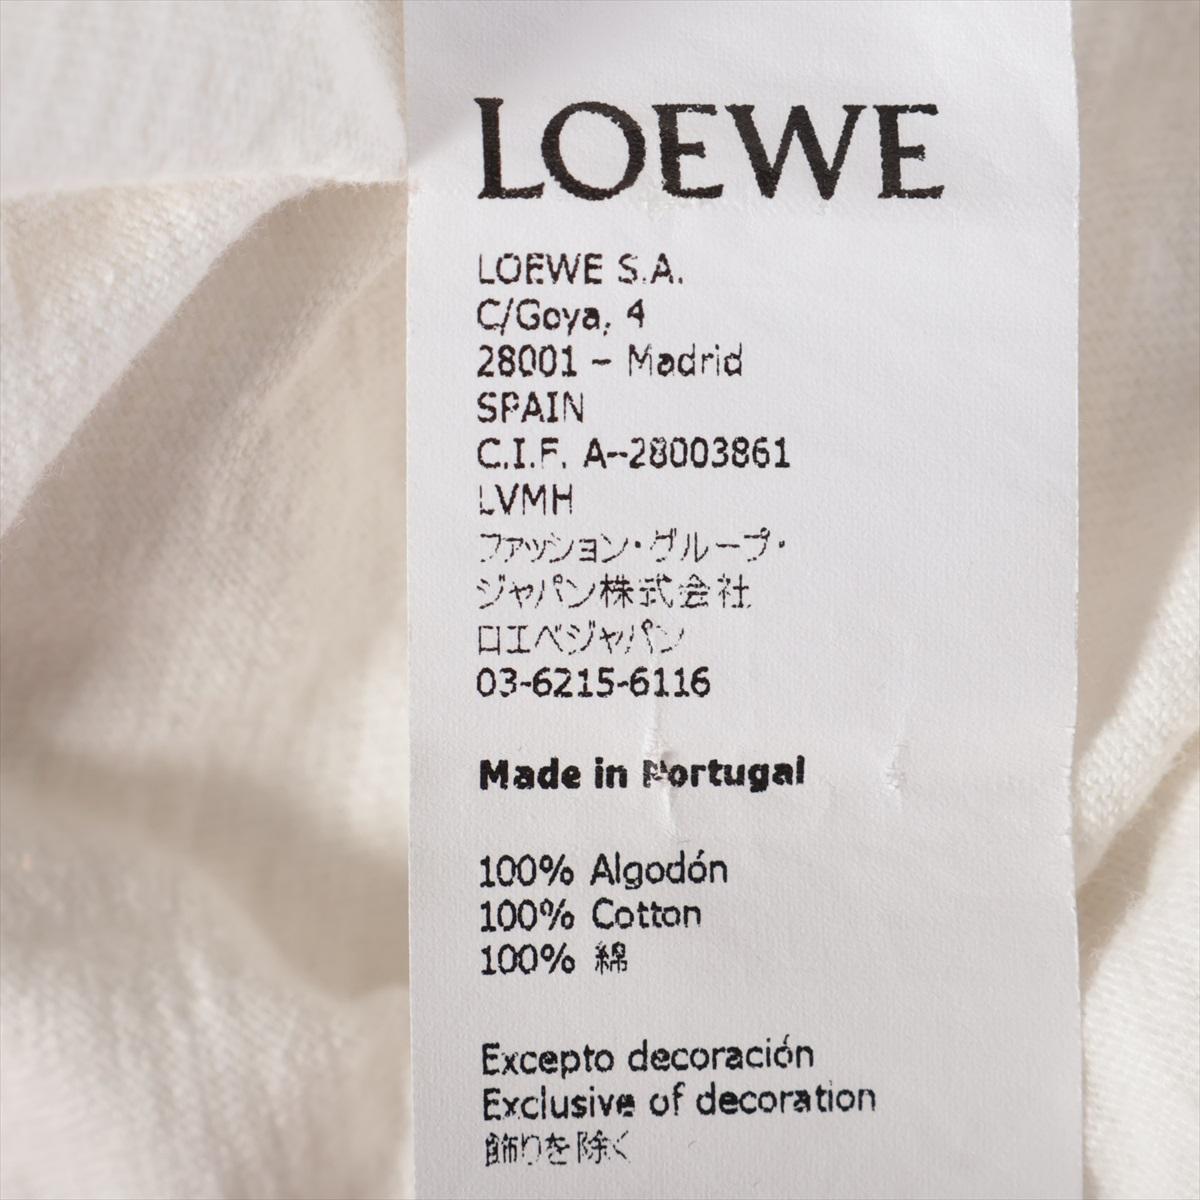 LOEWE
LOEWE S.A.
C/Goya, 4
28001 - Madrid
SPAIN
C.I.F. A-28003861
LVMH
ファッション・グループ・
ジャパン株式会社
ロエベジャパン
03-6215-6116
Made in Portugal
100% Algodón
100% Cotton
100% 綿
Excepto decoración
Exclusive of decoration
飾りを除く